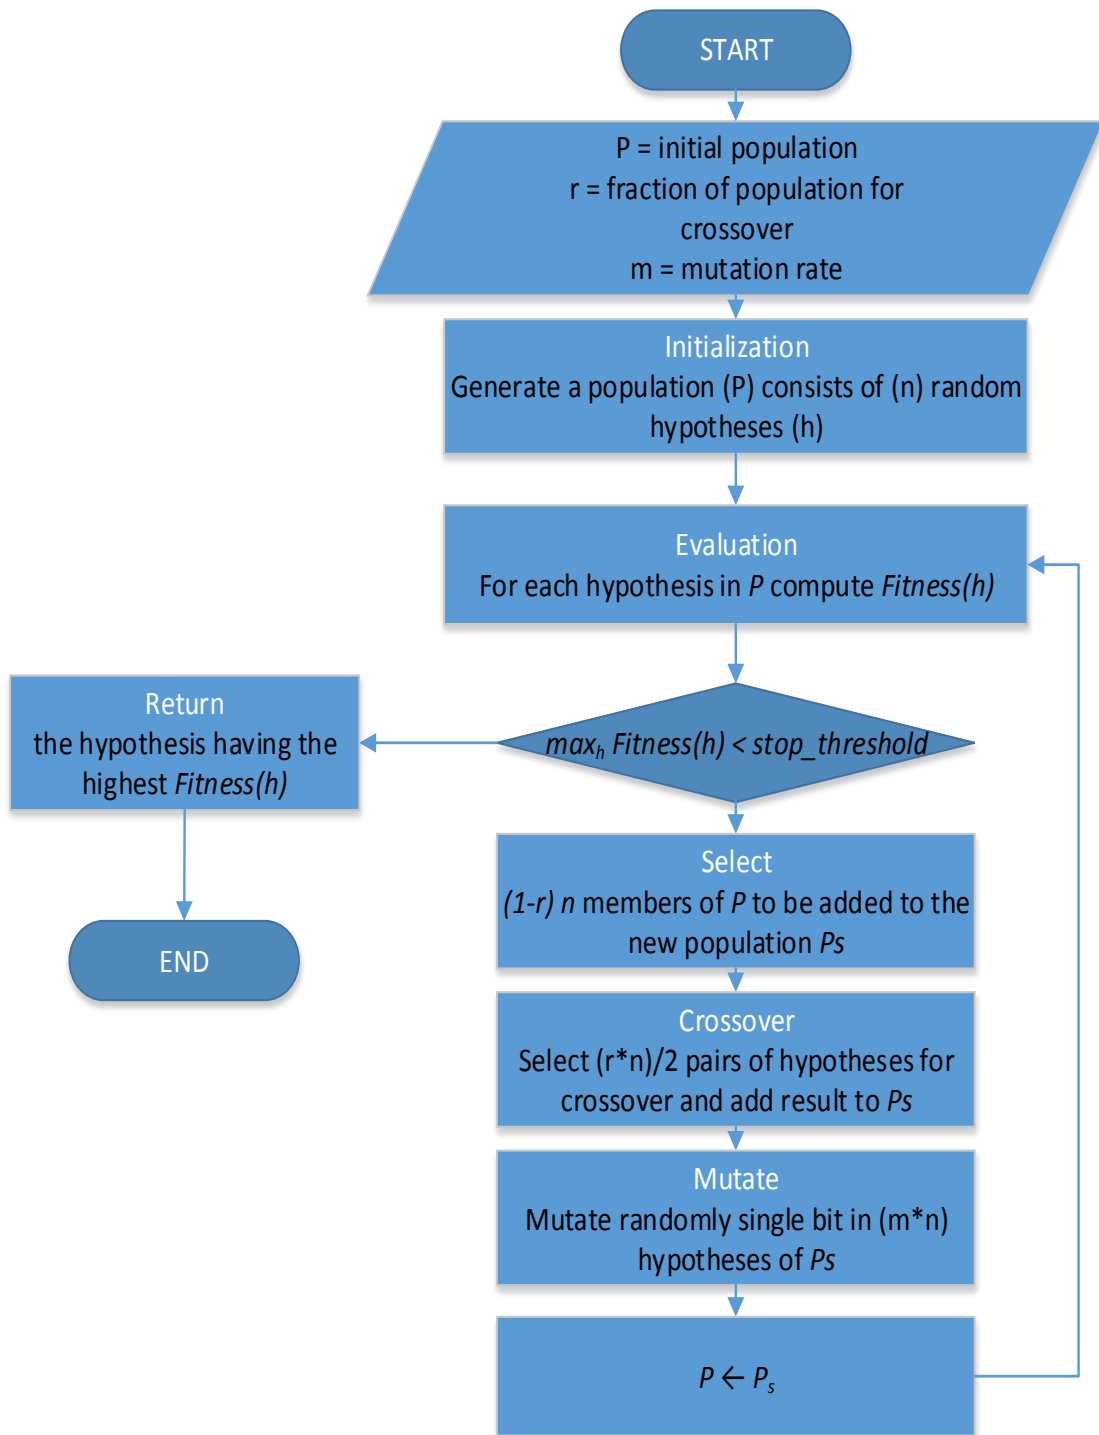 START
P = initial population
r = fraction of population for
crossover
m = mutation rate
Initialization
Generate a population (P) consists of (n) random
hypotheses (h)
Evaluation
For each hypothesis in P compute Fitness(h)
max_h Fitness(h) < stop_threshold
Return
the hypothesis having the
highest Fitness(h)
END
Select
(1-r) n members of P to be added to the
new population Ps
Crossover
Select (r*n)/2 pairs of hypotheses for
crossover and add result to Ps
Mutate
Mutate randomly single bit in (m*n)
hypotheses of Ps
P ← P_s